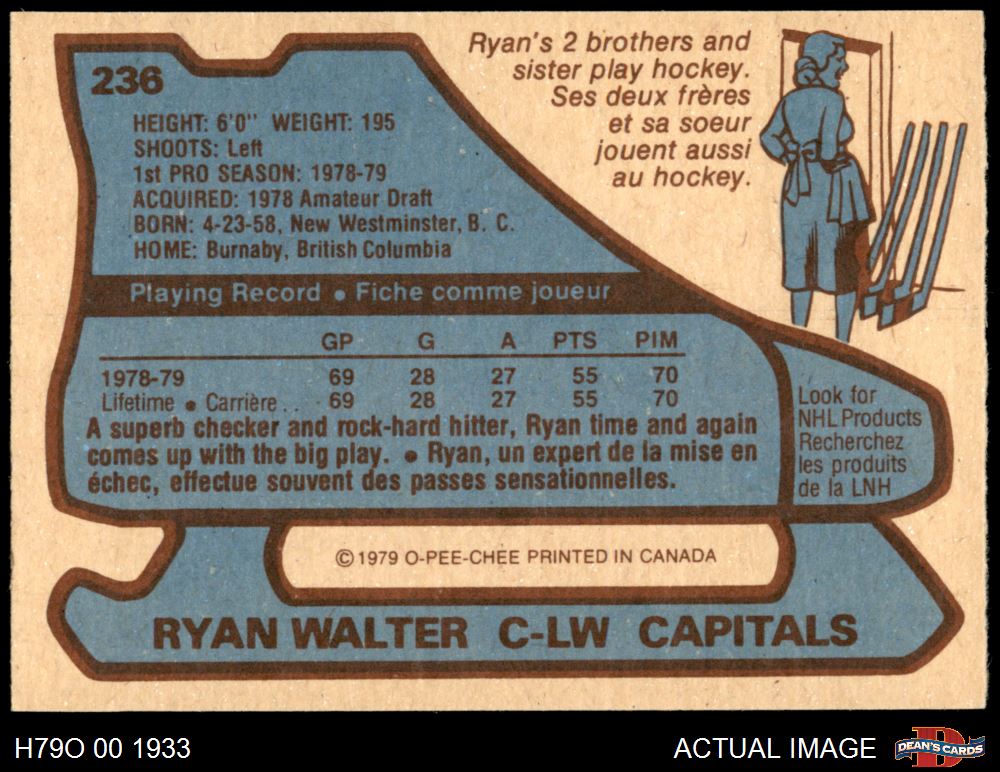 236
HEIGHT: 6'0" WEIGHT: 195
SHOOTS: Left
1st PRO SEASON: 1978-79
ACQUIRED: 1978 Amateur Draft
BORN: 4-23-58, New Westminster, B. C.
HOME: Burnaby, British Columbia
Ryan's 2 brothers and
sister play hockey.
Ses deux frères
et sa soeur
jouent aussi
au hockey.
Playing Record • Fiche comme joueur
GP G A PTS PIM
1978-79 69 28 27 55 70
Lifetime • Carrière .. 69 28 27 55 70
A superb checker and rock-hard hitter, Ryan time and again
comes up with the big play. • Ryan, un expert de la mise en
échec, effectue souvent des passes sensationnelles.
Look for
NHL Products
Recherchez
les produits
de la LNH
© 1979 O-PEE-CHEE PRINTED IN CANADA
RYAN WALTER C-LW CAPITALS
H79O 00 1933
ACTUAL IMAGE
D
DEAN'S CARDS